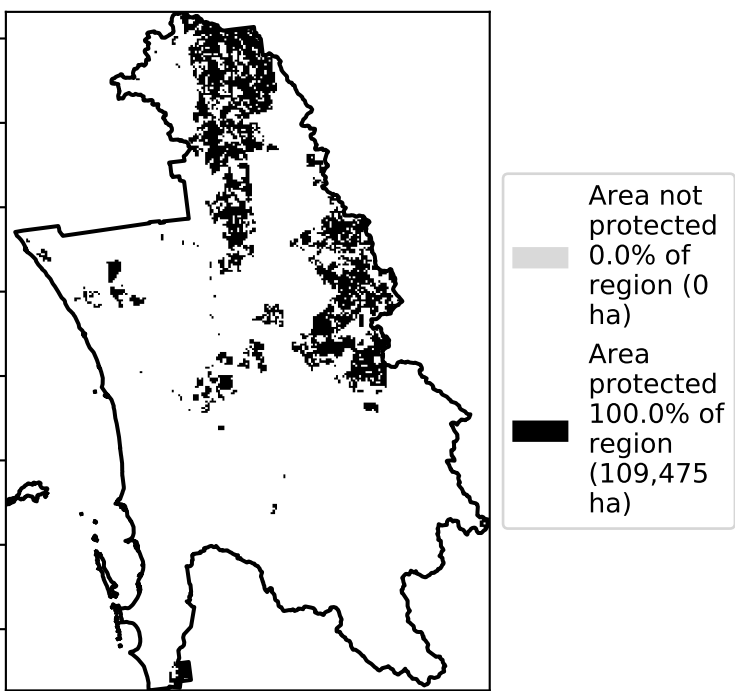 Area not
protected
0.0% of
region (0
ha)
Area
protected
100.0% of
region
(109,475
ha)